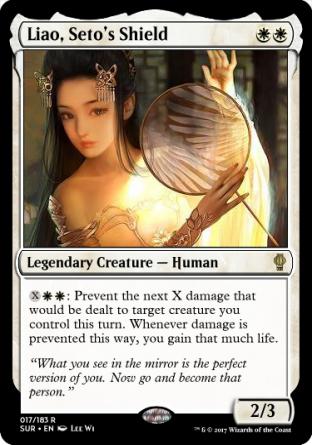 Liao, Seto's Shield
Legendary Creature — Human
X: Prevent the next X damage that
would be dealt to target creature you
control this turn. Whenever damage is
prevented this way, you gain that much life.
“What you see in the mirror is the perfect
version of you. Now go and become that
person.”
017/183 R
SUR • EN LEE WI
™ & © 2017 Wizards of the Coast
2/3